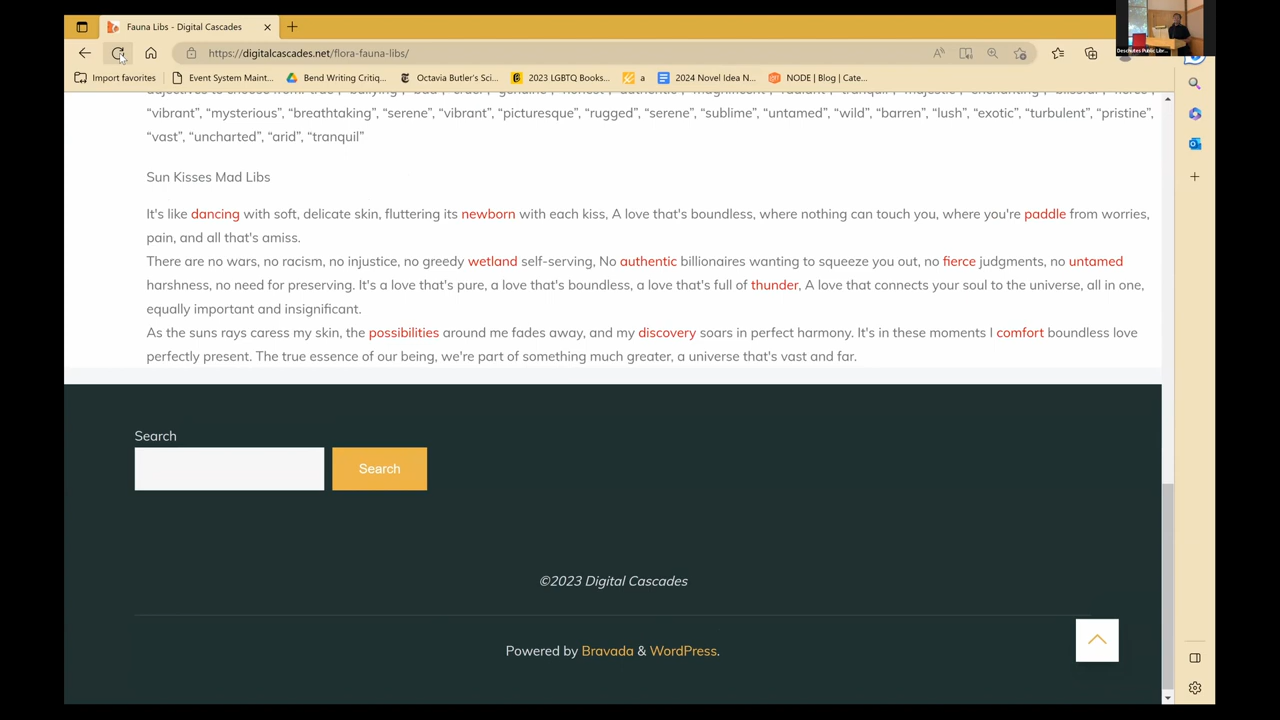 Fauna Libs - Digital Cascades
https://digitalcascades.net/flora-fauna-libs/
Deschutes Public Libr...
Import favorites
Event System Maint...
Bend Writing Critiq...
Octavia Butler's Sci...
2023 LGBTQ Books...
a
2024 Novel Idea N...
NODE | Blog | Cate...
“vibrant”, “mysterious”, “breathtaking”, “serene”, “vibrant”, “picturesque”, “rugged”, “serene”, “sublime”, “untamed”, “wild”, “barren”, “lush”, “exotic”, “turbulent”, “pristine”,
“vast”, “uncharted”, “arid”, “tranquil”
Sun Kisses Mad Libs
It's like dancing with soft, delicate skin, fluttering its newborn with each kiss, A love that's boundless, where nothing can touch you, where you're paddle from worries,
pain, and all that's amiss.
There are no wars, no racism, no injustice, no greedy wetland self-serving, No authentic billionaires wanting to squeeze you out, no fierce judgments, no untamed
harshness, no need for preserving. It's a love that's pure, a love that's boundless, a love that's full of thunder, A love that connects your soul to the universe, all in one,
equally important and insignificant.
As the suns rays caress my skin, the possibilities around me fades away, and my discovery soars in perfect harmony. It's in these moments I comfort boundless love
perfectly present. The true essence of our being, we're part of something much greater, a universe that's vast and far.
Search
Search
©2023 Digital Cascades
Powered by Bravada & WordPress.